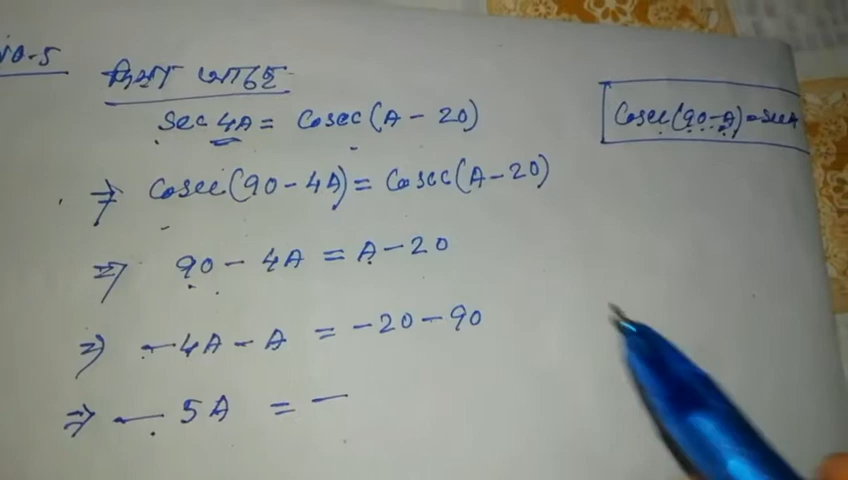 No-5
দেওয়া আছে
Sec 4A = Cosec(A - 20)
Cosec(90-A) = SecA
⇒ Cosec(90 - 4A) = Cosec(A - 20)
⇒ 90 - 4A = A - 20
⇒ - 4A - A = - 20 - 90
⇒ - 5A = -